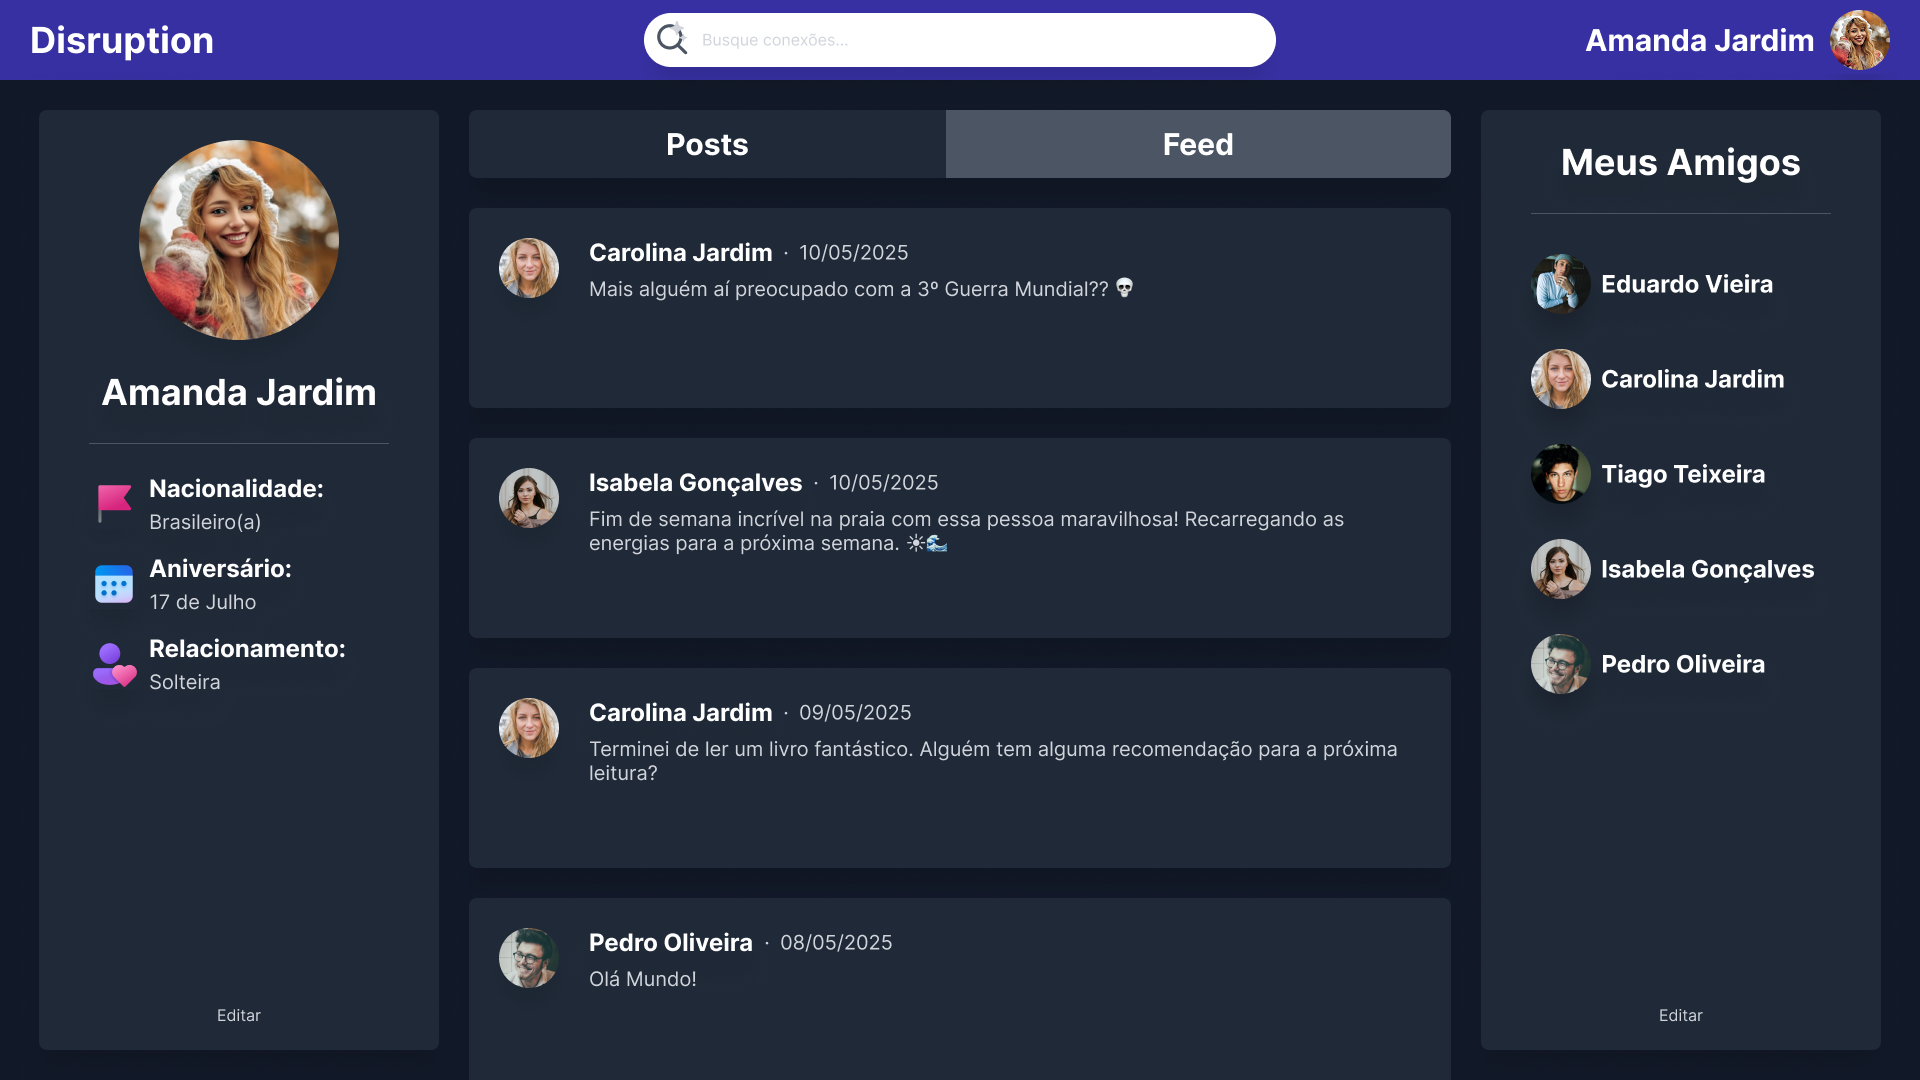 Disruption
Busque conexões...
Amanda Jardim
Amanda Jardim
Nacionalidade:
Brasileiro(a)
Aniversário:
17 de Julho
Relacionamento:
Solteira
Editar
Posts
Feed
Carolina Jardim · 10/05/2025
Mais alguém aí preocupado com a 3º Guerra Mundial?? 💀
Isabela Gonçalves · 10/05/2025
Fim de semana incrível na praia com essa pessoa maravilhosa! Recarregando as
energias para a próxima semana. ☀🌊
Carolina Jardim · 09/05/2025
Terminei de ler um livro fantástico. Alguém tem alguma recomendação para a próxima
leitura?
Pedro Oliveira · 08/05/2025
Olá Mundo!
Meus Amigos
Eduardo Vieira
Carolina Jardim
Tiago Teixeira
Isabela Gonçalves
Pedro Oliveira
Editar